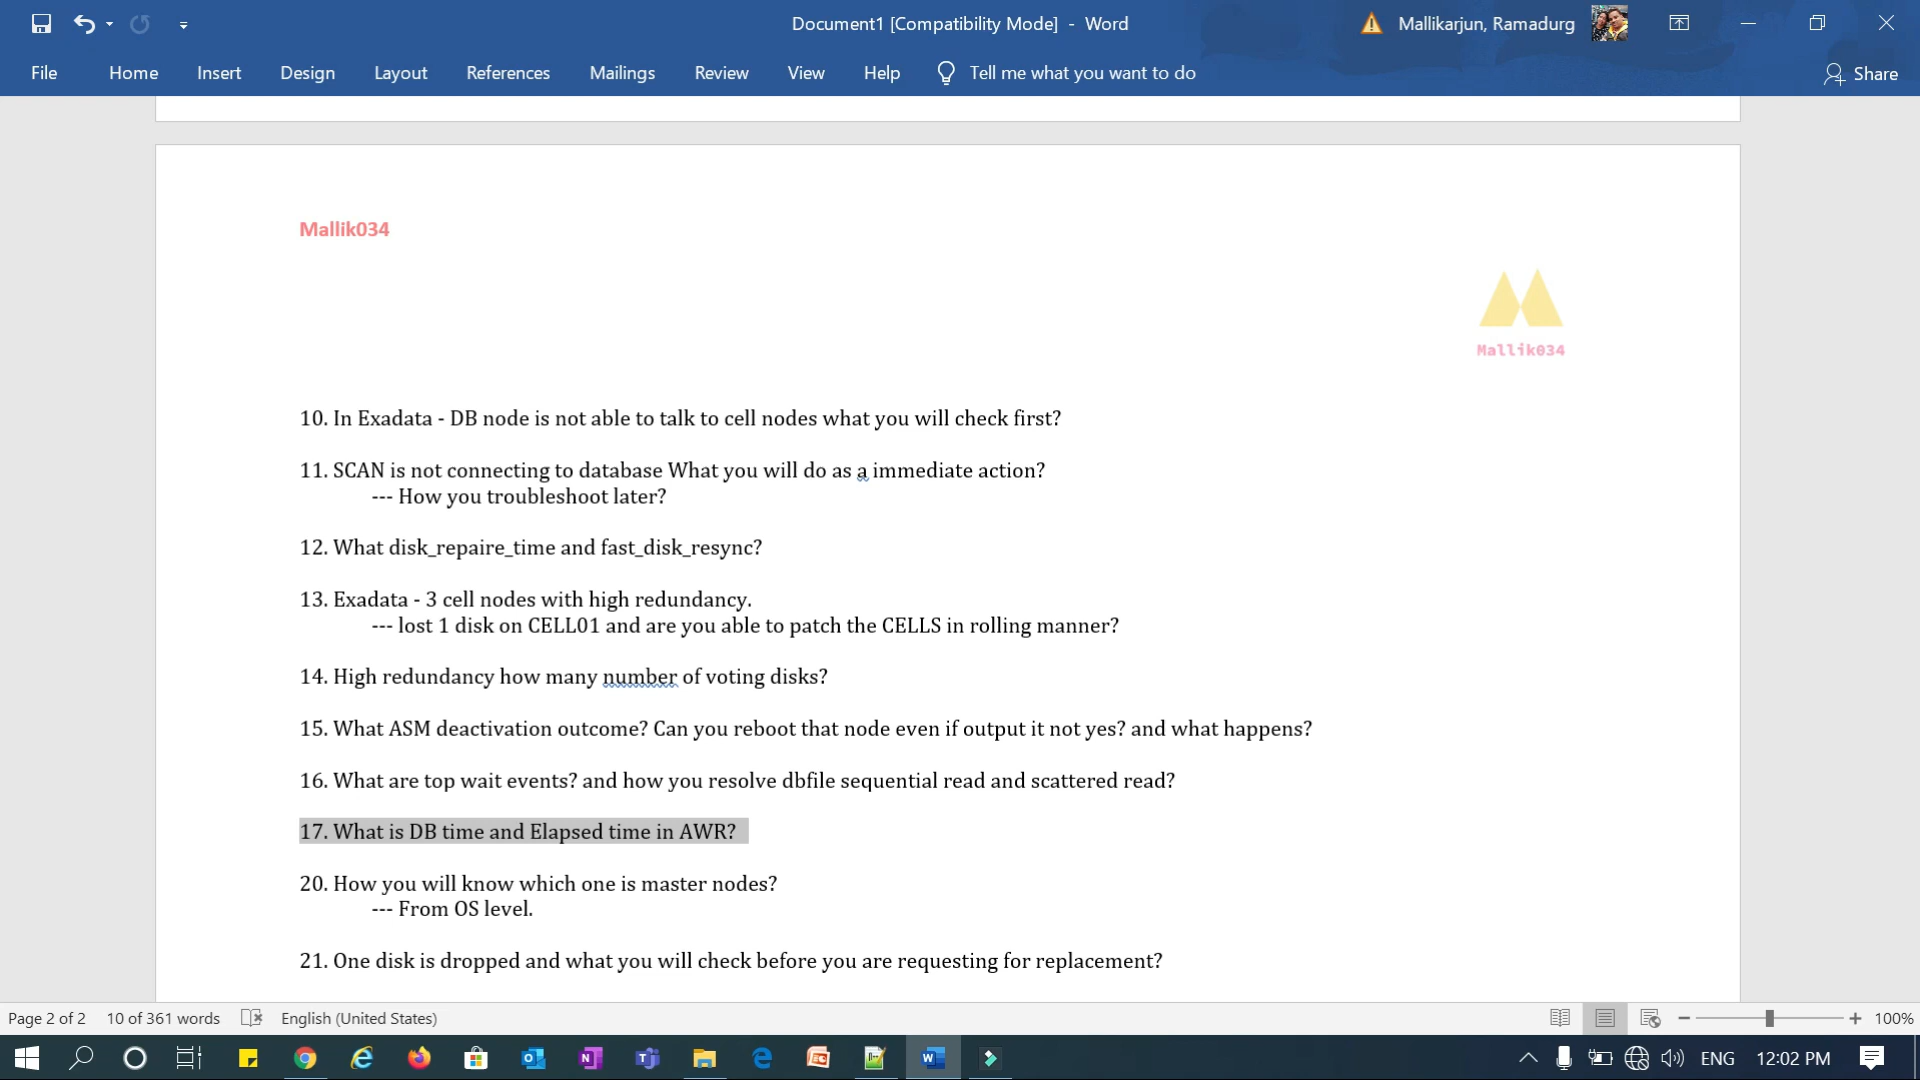 Document1 [Compatibility Mode] - Word
Mallikarjun, Ramadurg
File Home Insert Design Layout References Mailings Review View Help Tell me what you want to do Share
Mallik034
Mallik034
10. In Exadata - DB node is not able to talk to cell nodes what you will check first?
11. SCAN is not connecting to database What you will do as a immediate action?
--- How you troubleshoot later?
12. What disk_repaire_time and fast_disk_resync?
13. Exadata - 3 cell nodes with high redundancy.
--- lost 1 disk on CELL01 and are you able to patch the CELLS in rolling manner?
14. High redundancy how many number of voting disks?
15. What ASM deactivation outcome? Can you reboot that node even if output it not yes? and what happens?
16. What are top wait events? and how you resolve dbfile sequential read and scattered read?
17. What is DB time and Elapsed time in AWR?
20. How you will know which one is master nodes?
--- From OS level.
21. One disk is dropped and what you will check before you are requesting for replacement?
Page 2 of 2 10 of 361 words English (United States) 100%
ENG 12:02 PM